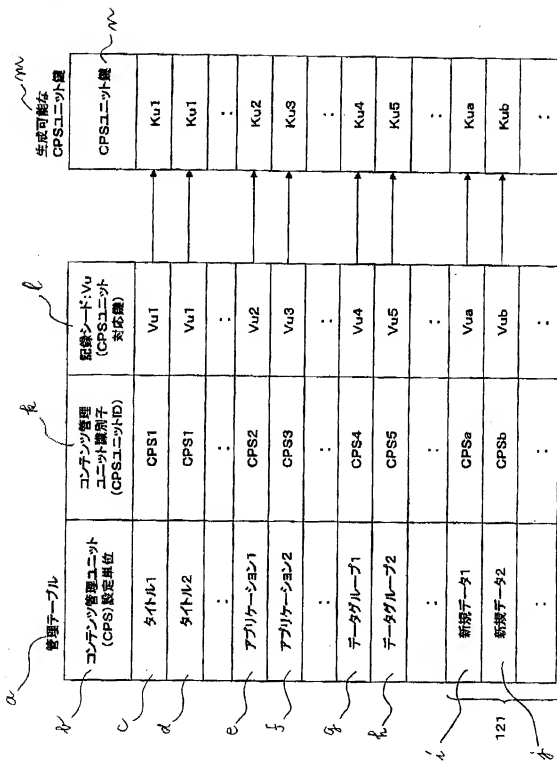 a 管理テーブル
b コンテンツ管理ユニット
(CPS)設定単位
k コンテンツ管理
ユニット識別子
(CPSユニットID)
l 記録シード:Vu
(CPSユニット
対応鍵)
m 生成可能な
CPSユニット鍵
n CPSユニット鍵
c タイトル1 CPS1 Vu1 Ku1
d タイトル2 CPS1 Vu1 Ku1
: : : :
e アプリケーション1 CPS2 Vu2 Ku2
f アプリケーション2 CPS3 Vu3 Ku3
: : : :
g データグループ1 CPS4 Vu4 Ku4
h データグループ2 CPS5 Vu5 Ku5
: : : :
i 新規データ1 CPSa Vua Kua
121
j 新規データ2 CPSb Vub Kub
: : : :